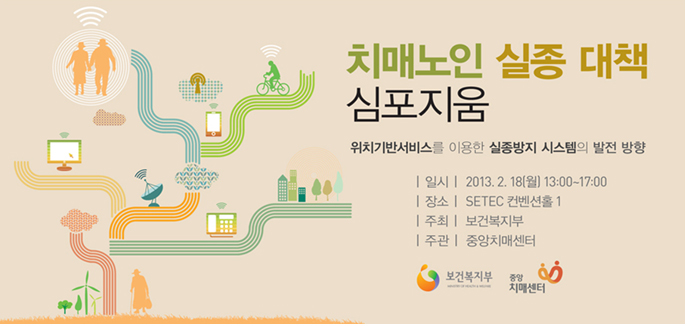 치매노인 실종 대책
심포지움
위치기반서비스를 이용한 실종방지 시스템의 발전 방향
| 일시 | 2013. 2. 18(월) 13:00~17:00
| 장소 | SETEC 컨벤션홀 1
| 주최 | 보건복지부
| 주관 | 중앙치매센터
보건복지부
MINISTRY OF HEALTH & WELFARE
중앙
치매센터